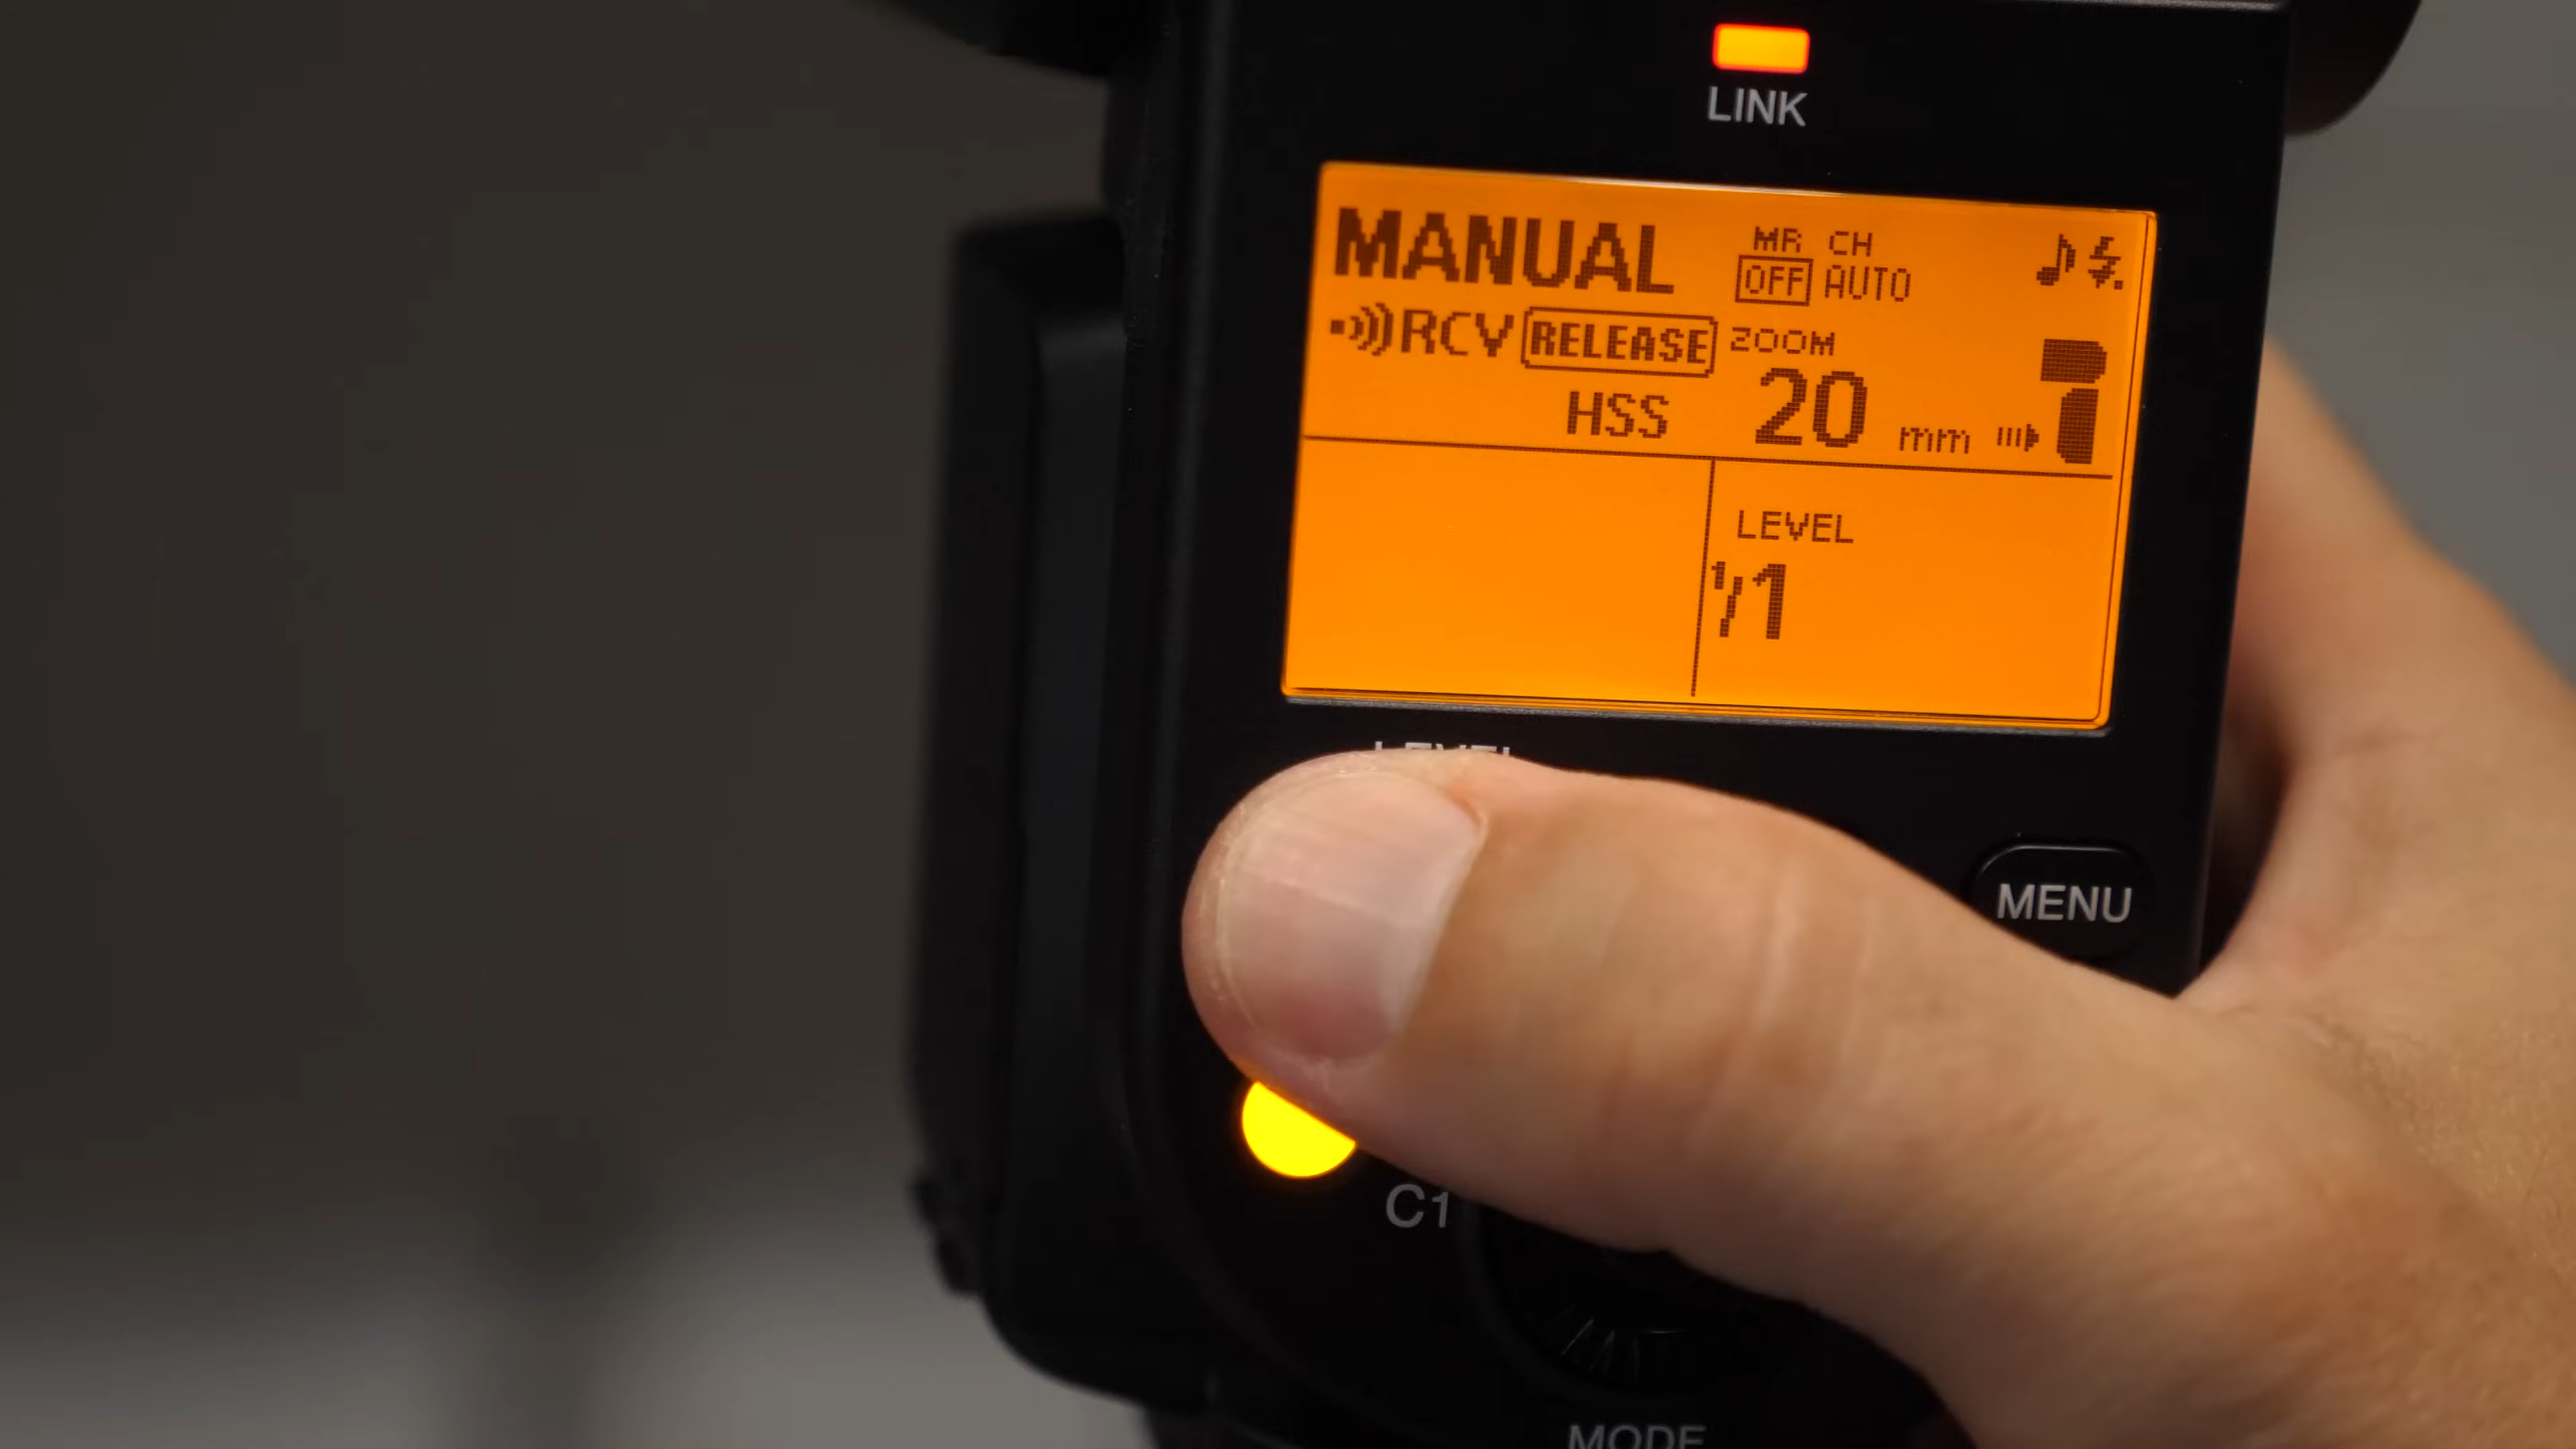 LINK
MANUAL
MR CH
OFF AUTO
RCV RELEASE
ZOOM
HSS 20 mm
LEVEL
1/1
LEVEL
MENU
C1
MODE